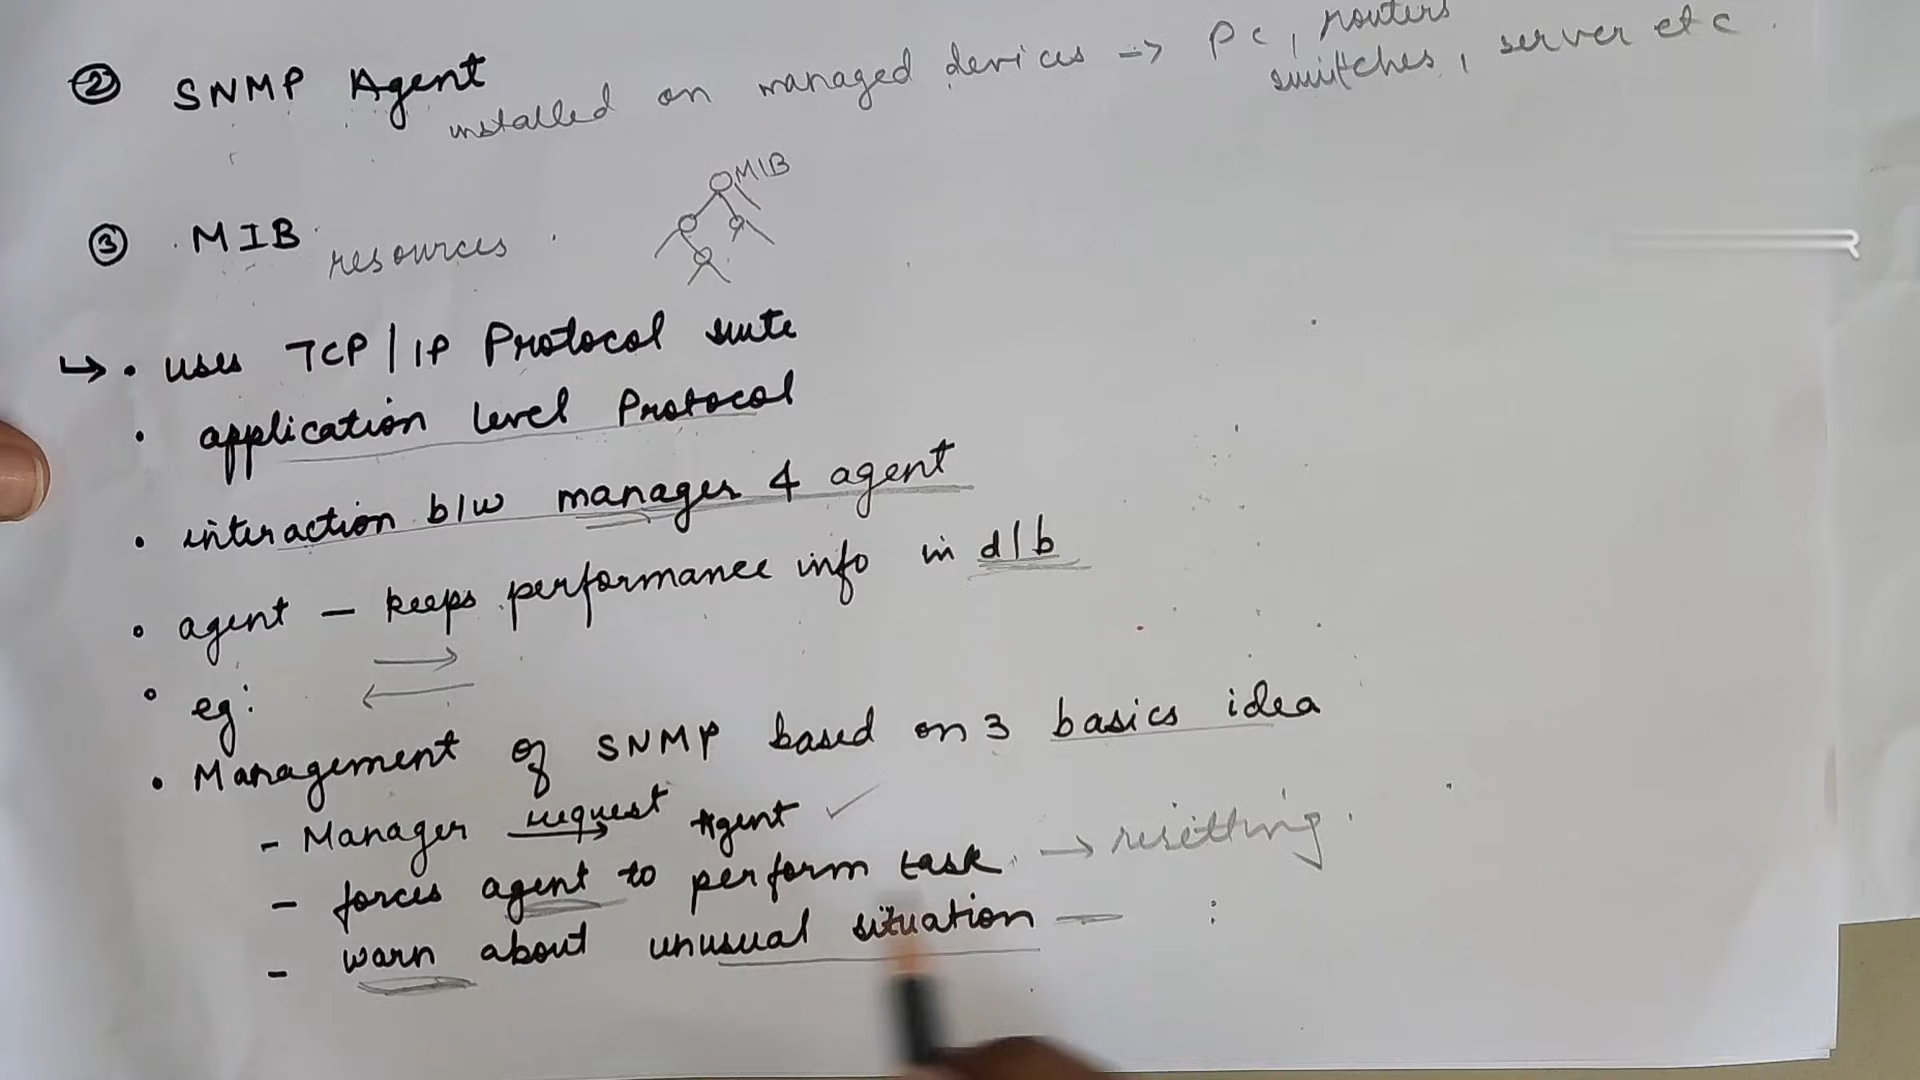 ② SNMP Agent
installed on managed devices -> PC, routers
switches, server etc.
MIB
③ MIB resources.
↳ • uses TCP/IP Protocol suite
• application level Protocol
• interaction b/w manager & agent
• agent – keeps performance info in d/b
• eg:
• Management of SNMP based on 3 basics idea
- Manager request Agent ✓
- forces agent to perform task. → resetting.
- warn about unusual situation — :
R